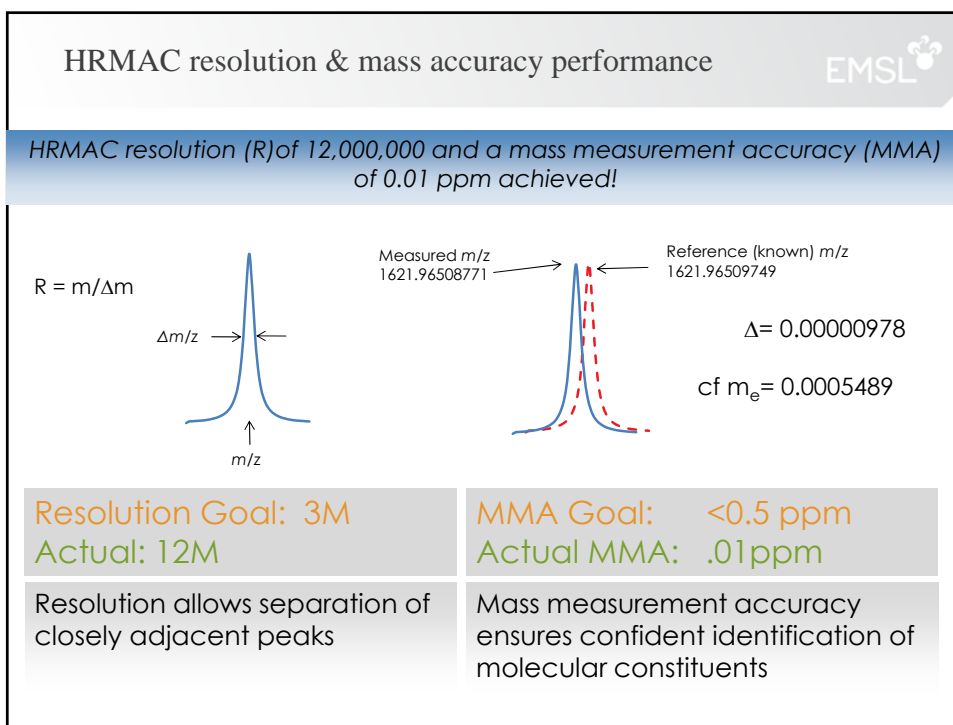 HRMAC resolution & mass accuracy performance
EMSL
HRMAC resolution (R)of 12,000,000 and a mass measurement accuracy (MMA)
of 0.01 ppm achieved!
R = m/Δm
Δm/z
m/z
Measured m/z
1621.96508771
Reference (known) m/z
1621.96509749
Δ= 0.00000978
cf me= 0.0005489
Resolution Goal: 3M
Actual: 12M
Resolution allows separation of
closely adjacent peaks
MMA Goal: <0.5 ppm
Actual MMA: .01ppm
Mass measurement accuracy
ensures confident identification of
molecular constituents